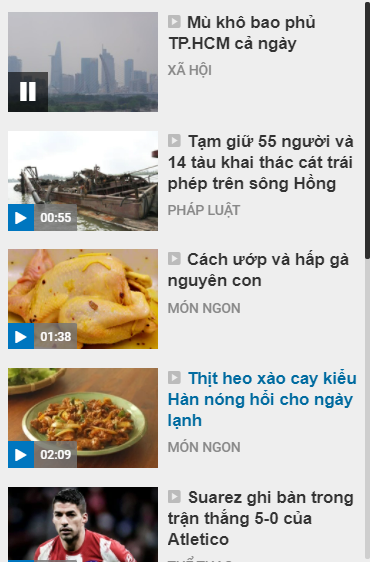 Mù khô bao phủ
TP.HCM cả ngày
XÃ HỘI
Tạm giữ 55 người và
14 tàu khai thác cát trái
phép trên sông Hồng
00:55
PHÁP LUẬT
Cách ướp và hấp gà
nguyên con
MÓN NGON
01:38
Thịt heo xào cay kiểu
Hàn nóng hổi cho ngày
lạnh
MÓN NGON
02:09
Suarez ghi bàn trong
trận thắng 5-0 của
Atletico